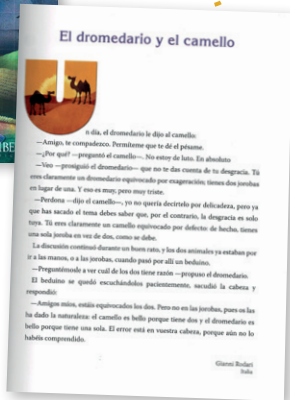 El dromedario y el camello
Un día, el dromedario le dijo al camello:
—Amigo, te compadezco. Permíteme que te dé el pésame.
—¿Por qué? —preguntó el camello—. No estoy de luto. En absoluto
—Veo —prosiguió el dromedario— que no te das cuenta de tu desgracia. Tú
eres claramente un dromedario equivocado por exageración; tienes dos jorobas
en lugar de una. Y eso es muy, pero muy triste.
—Perdona —dijo el camello—, yo no quería decírtelo por delicadeza, pero ya
que has sacado el tema debes saber que, por el contrario, la desgracia es solo
tuya. Tú eres claramente un camello equivocado por defecto: de hecho, tienes
una sola joroba en vez de dos, como se debe.
La discusión continuó durante un buen rato, y los dos animales ya estaban por
ir a las manos, o a las jorobas, cuando pasó por allí un beduino.
—Preguntémosle a ver cuál de los dos tiene razón —propuso el dromedario.
El beduino se quedó escuchándolos pacientemente, sacudió la cabeza y
respondió:
—Amigos míos, estáis equivocados los dos. Pero no en las jorobas, pues os las
ha dado la naturaleza: el camello es bello porque tiene dos y el dromedario es
bello porque tiene una sola. El error está en vuestra cabeza, porque aún no lo
habéis comprendido.
Gianni Rodari
Italia